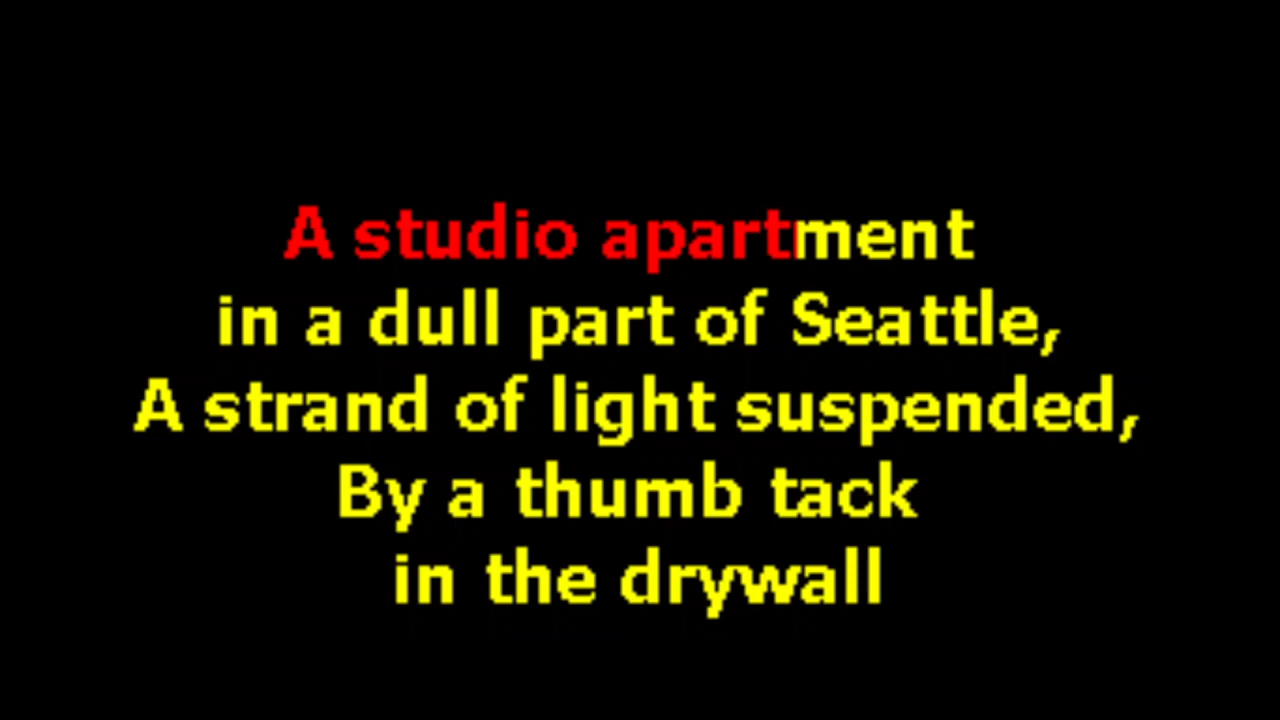 A studio apartment
in a dull part of Seattle,
A strand of light suspended,
By a thumb tack
in the drywall